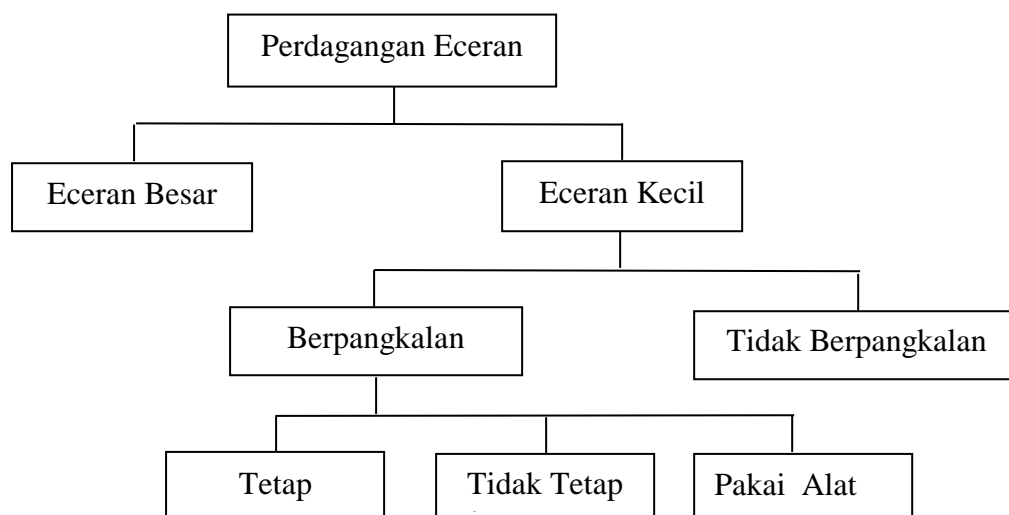 Perdagangan Eceran
Eceran Besar
Eceran Kecil
Berpangkalan
Tidak Berpangkalan
Tetap
Tidak Tetap
Pakai Alat